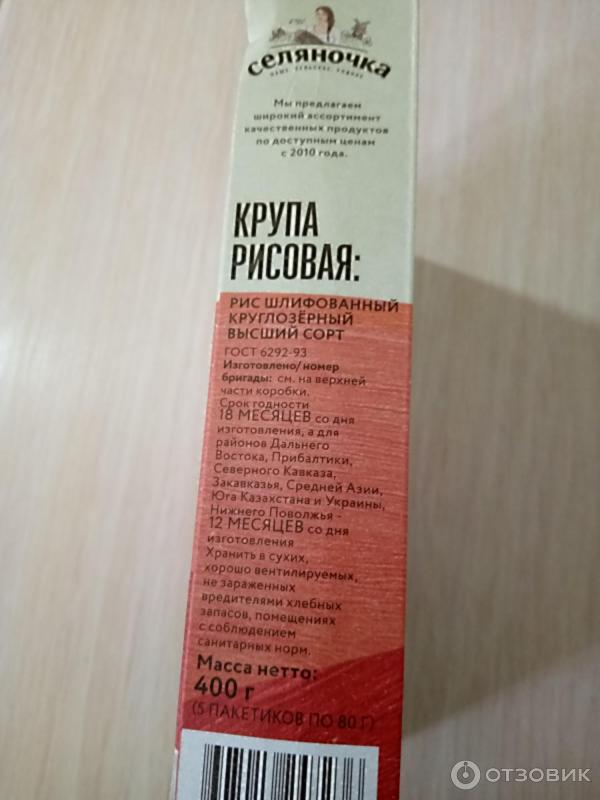 селяночка
Мы предлагаем
широкий ассортимент
качественных продуктов
по доступным ценам
с 2010 года.
КРУПА
РИСОВАЯ:
РИС ШЛИФОВАННЫЙ
КРУГЛОЗЁРНЫЙ
ВЫСШИЙ СОРТ
ГОСТ 6292-93
Изготовлено/номер
бригады: см. на верхней
части коробки.
Срок годности
18 МЕСЯЦЕВ со дня
изготовления, а для
районов Дальнего
Востока, Прибалтики,
Северного Кавказа,
Закавказья, Средней Азии,
Юга Казахстана и Украины,
Нижнего Поволжья -
12 МЕСЯЦЕВ со дня
изготовления
Хранить в сухих,
хорошо вентилируемых,
не зараженных
вредителями хлебных
запасов, помещениях
с соблюдением
санитарных норм.
Масса нетто:
400 г
(5 ПАКЕТИКОВ ПО 80 Г)
ОТЗОВИК